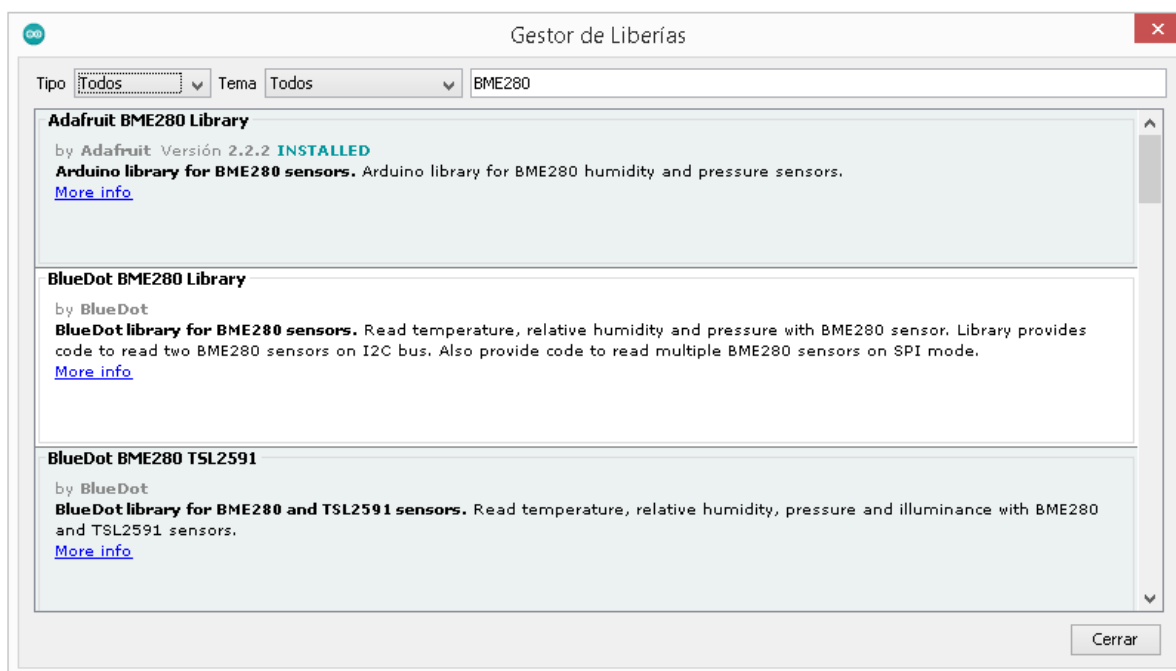 Gestor de Liberías
Tipo Todos Tema Todos BME280
Adafruit BME280 Library
by Adafruit Versión 2.2.2 INSTALLED
Arduino library for BME280 sensors. Arduino library for BME280 humidity and pressure sensors.
More info
BlueDot BME280 Library
by BlueDot
BlueDot library for BME280 sensors. Read temperature, relative humidity and pressure with BME280 sensor. Library provides
code to read two BME280 sensors on I2C bus. Also provide code to read multiple BME280 sensors on SPI mode.
More info
BlueDot BME280 TSL2591
by BlueDot
BlueDot library for BME280 and TSL2591 sensors. Read temperature, relative humidity, pressure and illuminance with BME280
and TSL2591 sensors.
More info
Cerrar